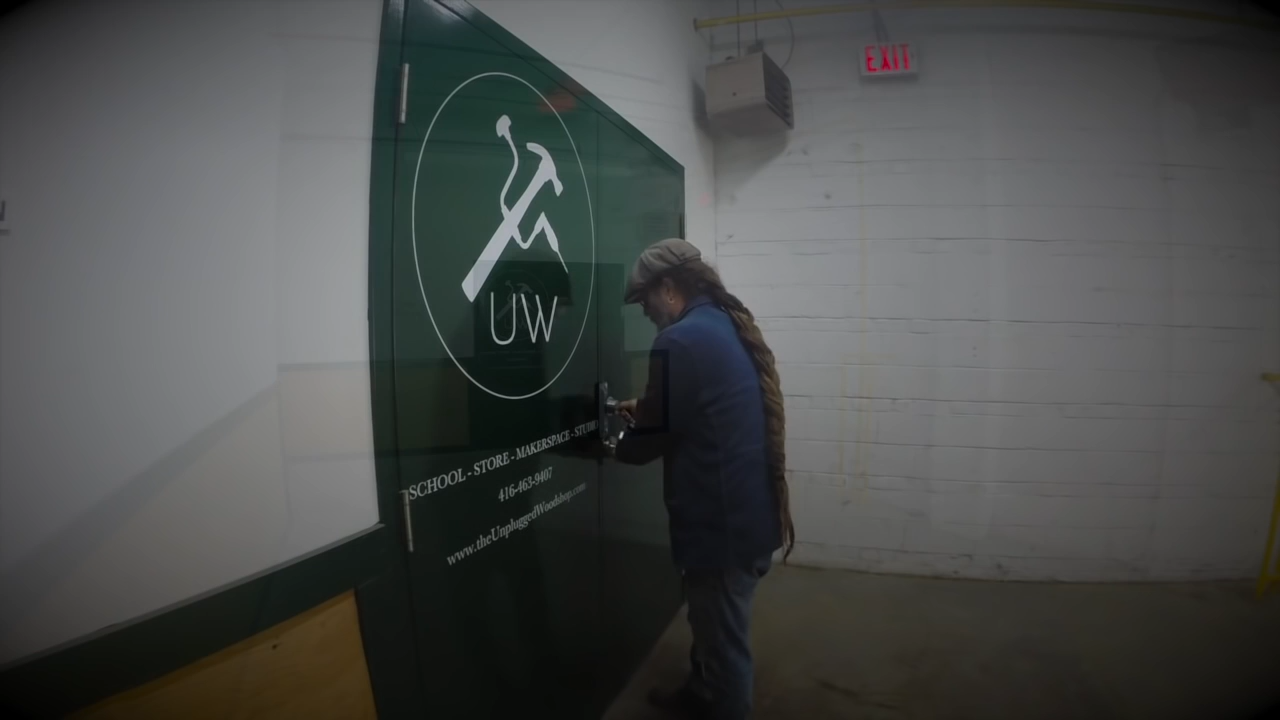 EXIT
UW
SCHOOL - STORE - MAKERSPACE - STUDIO
416-463-9407
www.theUnpluggedWoodshop.com